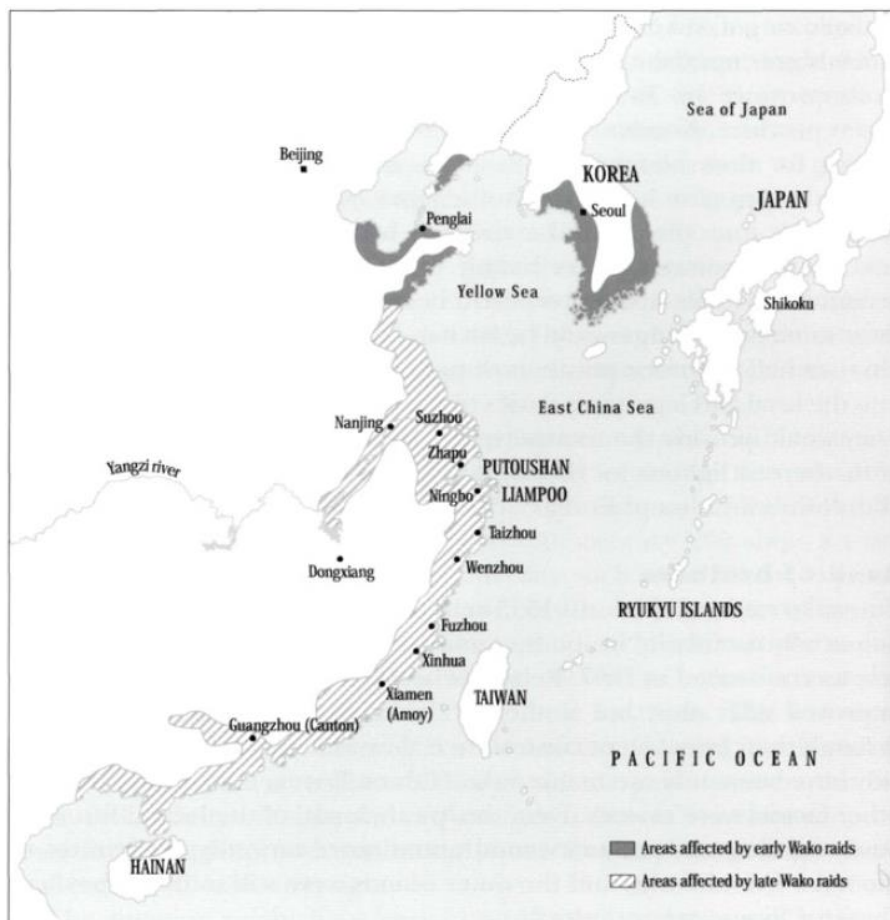 Sea of Japan
Beijing
KOREA
JAPAN
Seoul
Penglai
Yellow Sea
Shikoku
East China Sea
Nanjing
Suzhou
Zhapu
PUTOUSHAN
Yangzi river
Ningbo
LIAMPOO
Taizhou
Dongxiang
Wenzhou
RYUKYU ISLANDS
Fuzhou
Xinhua
TAIWAN
Xiamen
(Amoy)
Guangzhou (Canton)
PACIFIC OCEAN
Areas affected by early Wako raids
HAINAN
Areas affected by late Wako raids